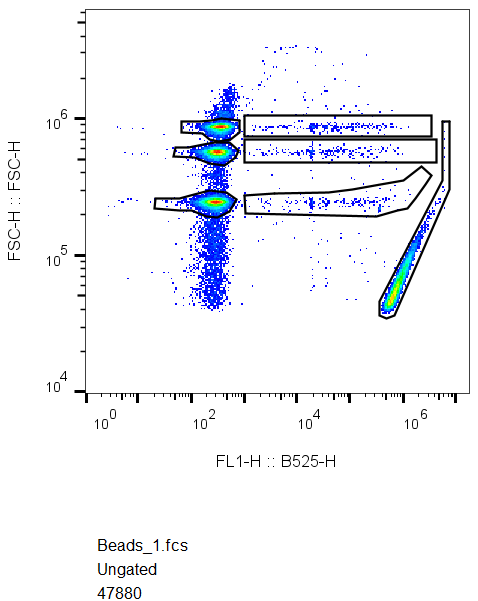 FSC-H :: FSC-H
10^6
10^5
10^4
10^0
10^2
10^4
10^6
FL1-H :: B525-H
Beads_1.fcs
Ungated
47880